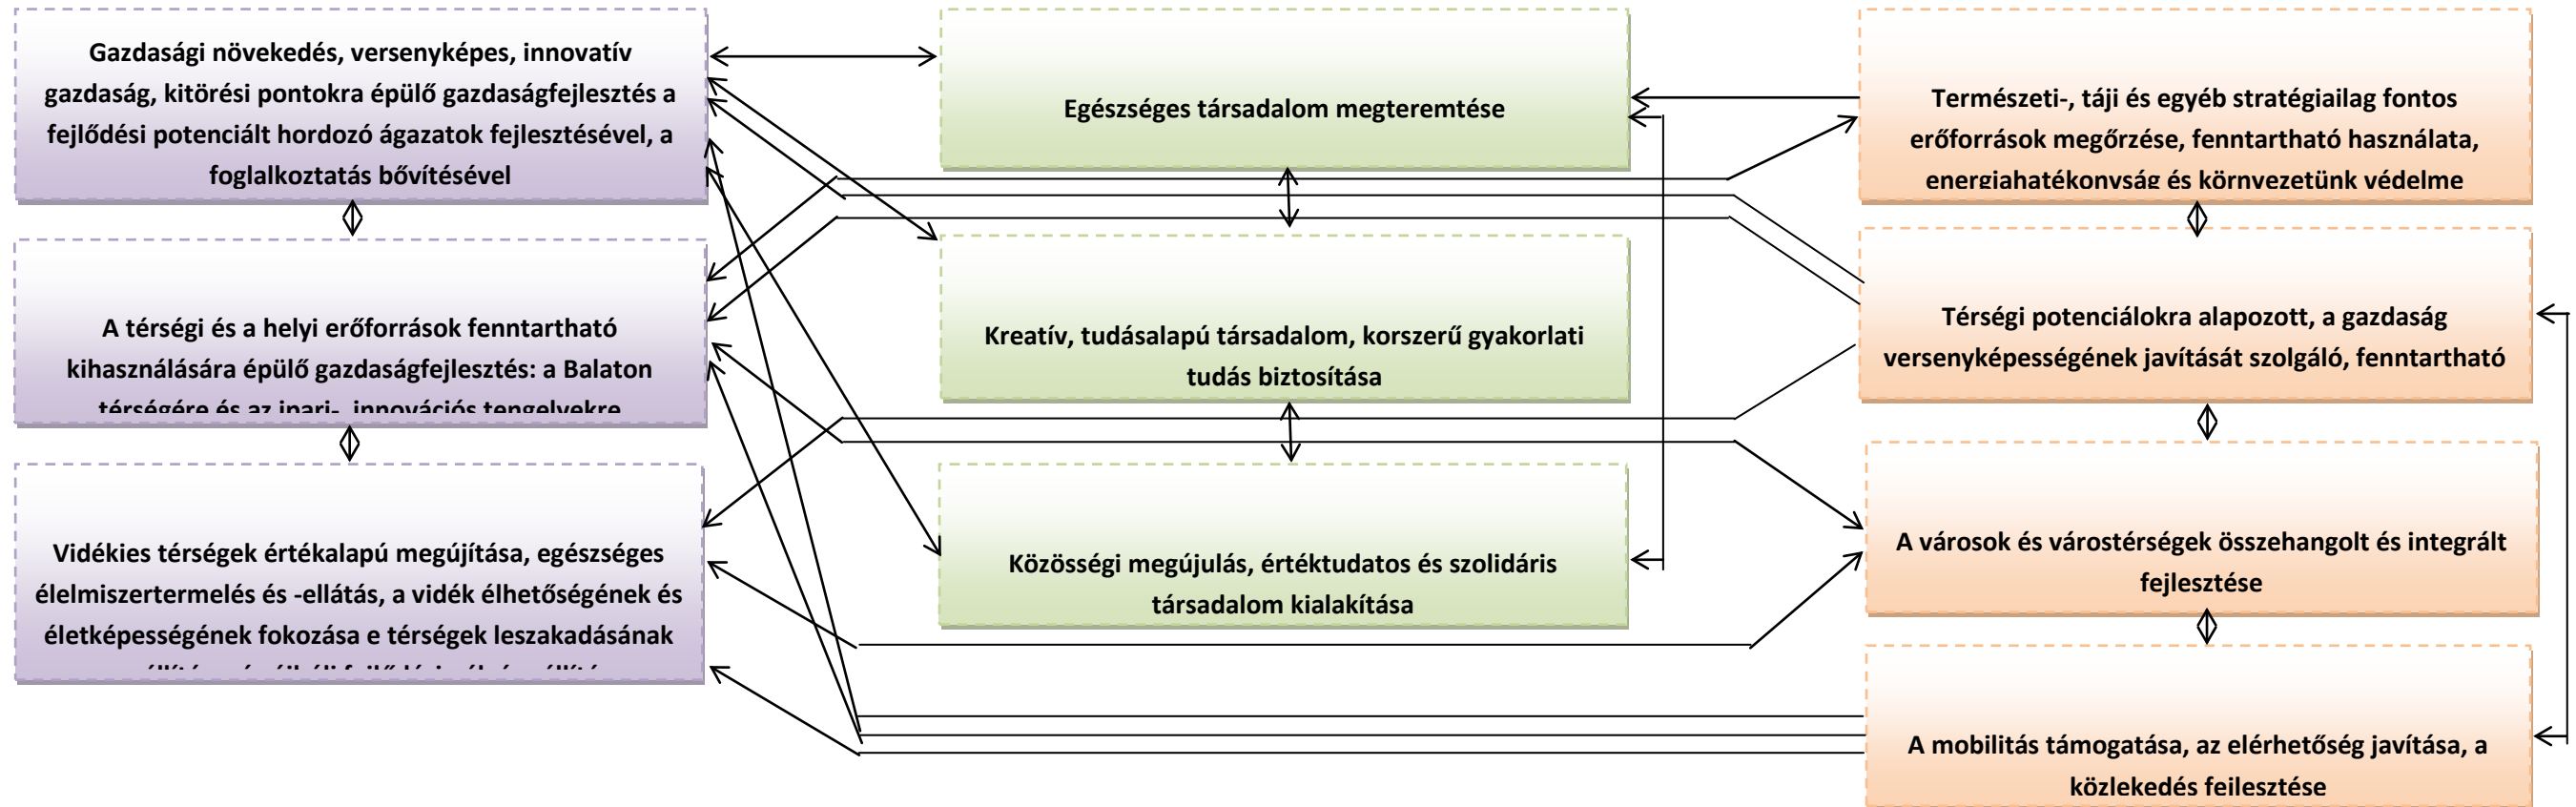 Gazdasági növekedés, versenyképes, innovatív
gazdaság, kitörési pontokra épülő gazdaságfejlesztés a
fejlődési potenciált hordozó ágazatok fejlesztésével, a
foglalkoztatás bővítésével
A térségi és a helyi erőforrások fenntartható
kihasználására épülő gazdaságfejlesztés: a Balaton
térségére és az ipari-, innovációs tengelyekre
Vidékies térségek értékalapú megújítása, egészséges
élelmiszertermelés és -ellátás, a vidék élhetőségének és
életképességének fokozása e térségek leszakadásának
Egészséges társadalom megteremtése
Kreatív, tudásalapú társadalom, korszerű gyakorlati
tudás biztosítása
Közösségi megújulás, értéktudatos és szolidáris
társadalom kialakítása
Természeti-, táji és egyéb stratégiailag fontos
erőforrások megőrzése, fenntartható használata,
energiahatékonyság és környezetünk védelme
Térségi potenciálokra alapozott, a gazdaság
versenyképességének javítását szolgáló, fenntartható
A városok és várostérségek összehangolt és integrált
fejlesztése
A mobilitás támogatása, az elérhetőség javítása, a
közlekedés fejlesztése